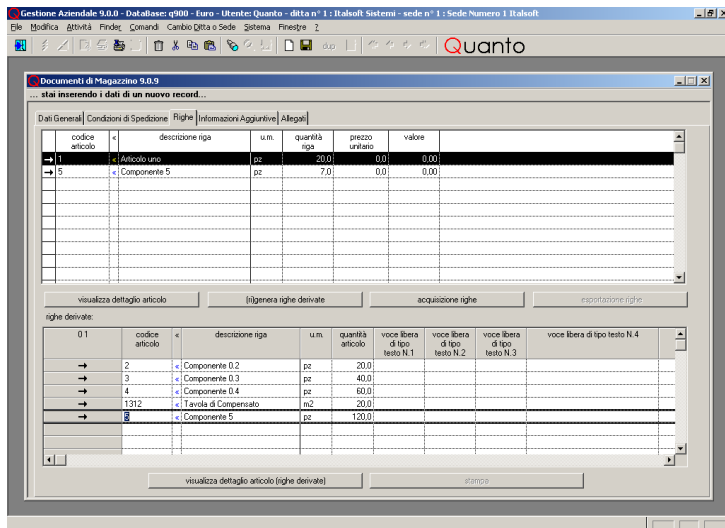 Gestione Aziendale 9.0.0 - DataBase: q900 - Euro - Utente: Quanto - ditta n° 1 : Italsoft Sistemi - sede n° 1 : Sede Numero 1 Italsoft
File Modifica Attività Finder Comandi Cambio Ditta o Sede Sistema Finestre ?
duo Quanto
Documenti di Magazzino 9.0.9
... stai inserendo i dati di un nuovo record...
Dati Generali Condizioni di Spedizione Righe Informazioni Aggiuntive Allegati
codice articolo < descrizione riga u.m. quantità riga prezzo unitario valore
1 « Articolo uno pz 20,0 0,0 0,00
5 « Componente 5 pz 7,0 0,0 0,00
visualizza dettaglio articolo (ri)genera righe derivate acquisizione righe esportazione righe
righe derivate:
0 1 codice articolo < descrizione riga u.m. quantità articolo voce libera di tipo testo N.1 voce libera di tipo testo N.2 voce libera di tipo testo N.3 voce libera di tipo testo N.4
2 « Componente 0.2 pz 20,0
3 « Componente 0.3 pz 40,0
4 « Componente 0.4 pz 60,0
1312 « Tavola di Compensato m2 20,0
5 « Componente 5 pz 120,0
visualizza dettaglio articolo (righe derivate) stampo